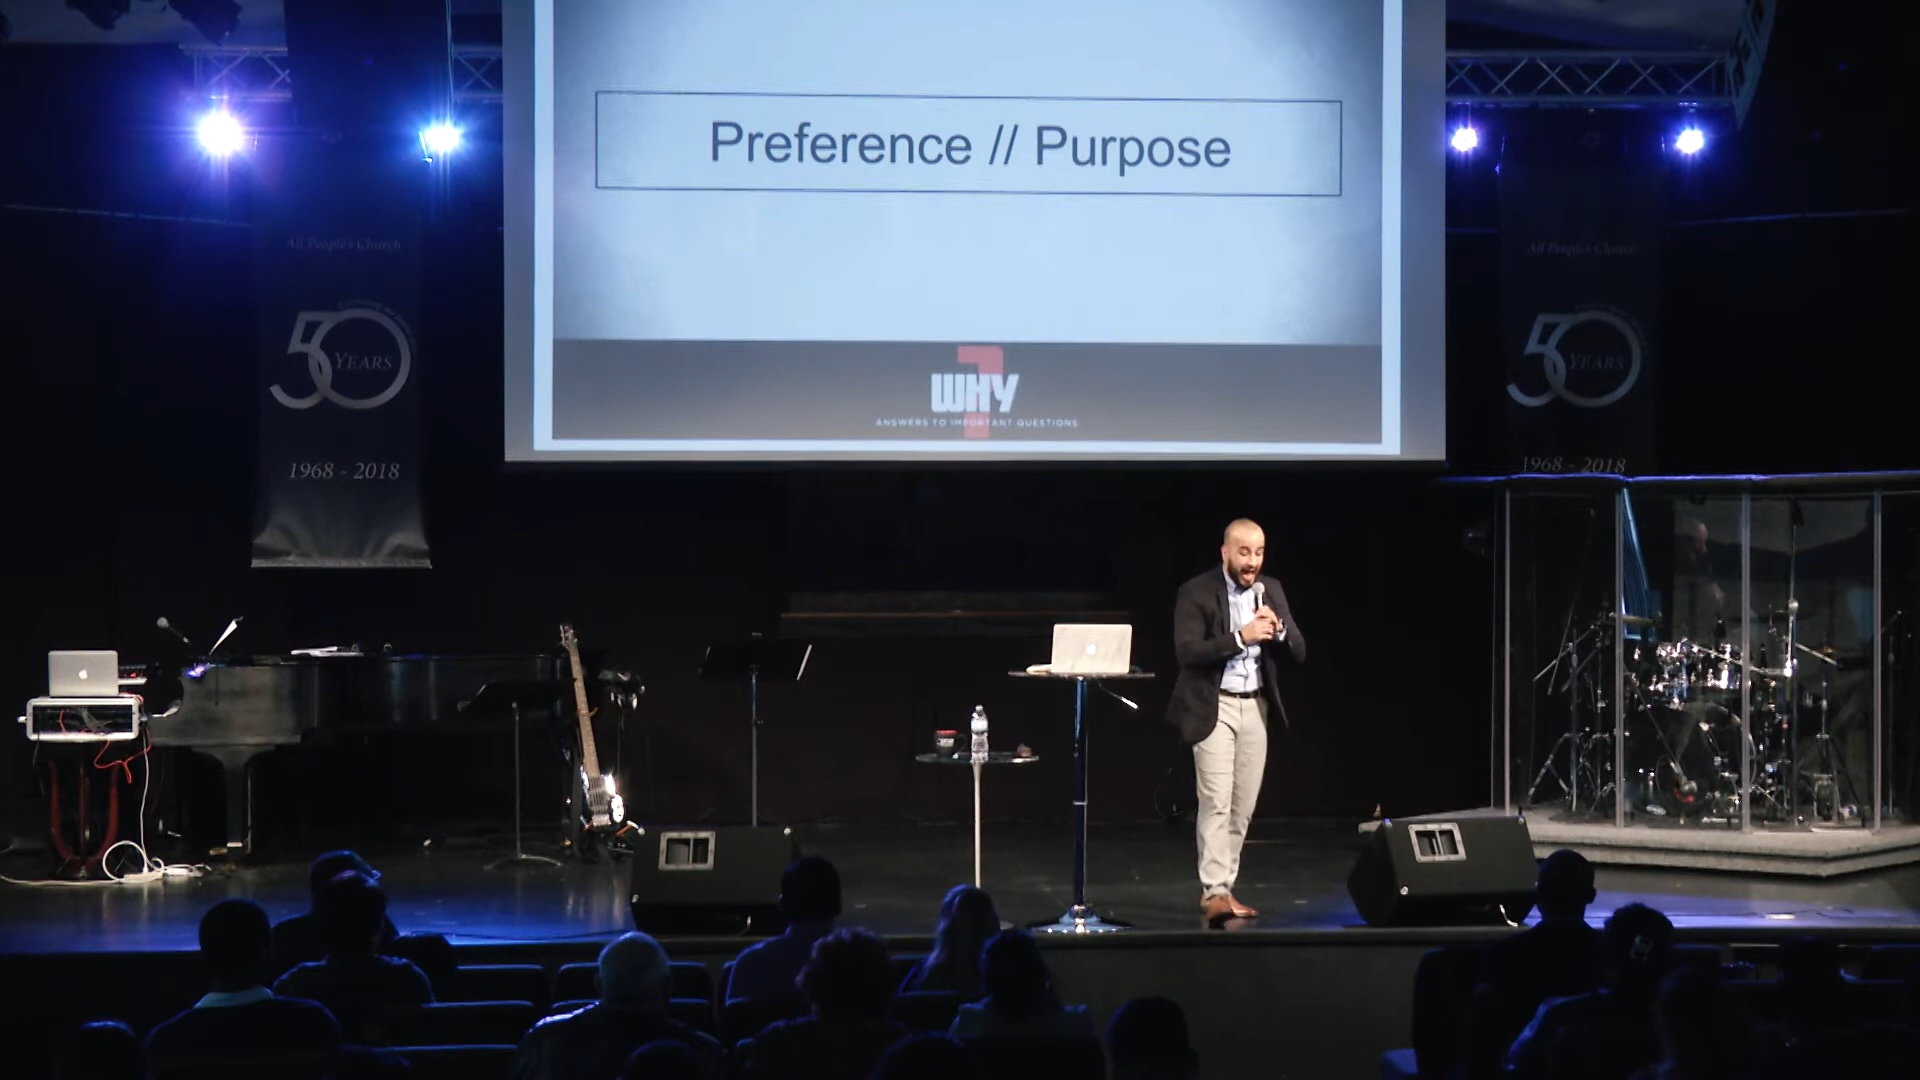 Preference // Purpose
WHY
ANSWERS TO IMPORTANT QUESTIONS
All People's Church
50
YEARS
1968 - 2018
All People's Church
50
YEARS
1968 - 2018